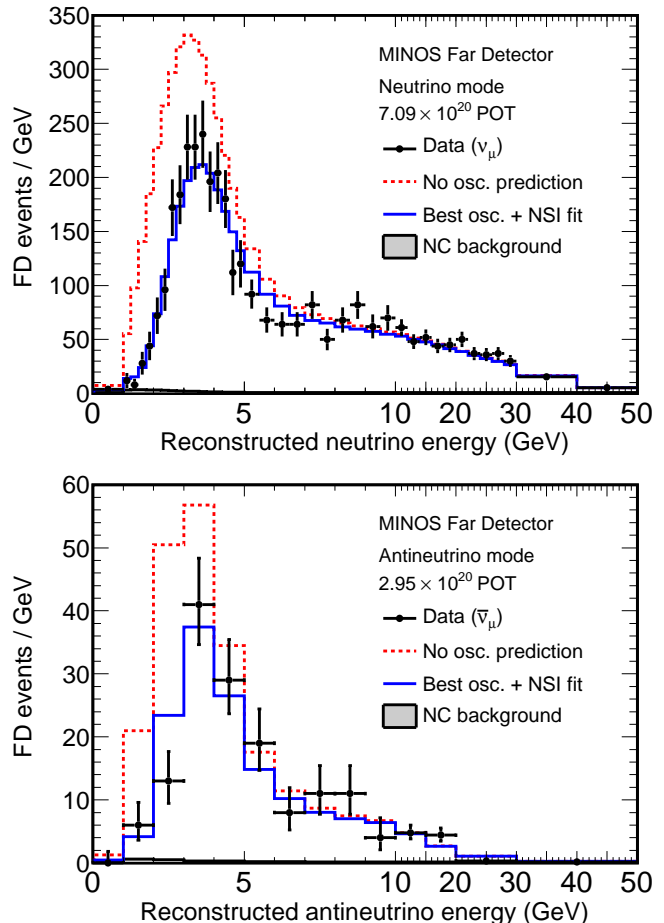 350
300
250
200
150
100
50
0
FD events / GeV
MINOS Far Detector
Neutrino mode
7.09 × 10²⁰ POT
Data (νμ)
No osc. prediction
Best osc. + NSI fit
NC background
0 5 10 20 30 40 50
Reconstructed neutrino energy (GeV)
60
50
40
30
20
10
0
FD events / GeV
MINOS Far Detector
Antineutrino mode
2.95 × 10²⁰ POT
Data (ν̅μ)
No osc. prediction
Best osc. + NSI fit
NC background
0 5 10 20 30 40 50
Reconstructed antineutrino energy (GeV)